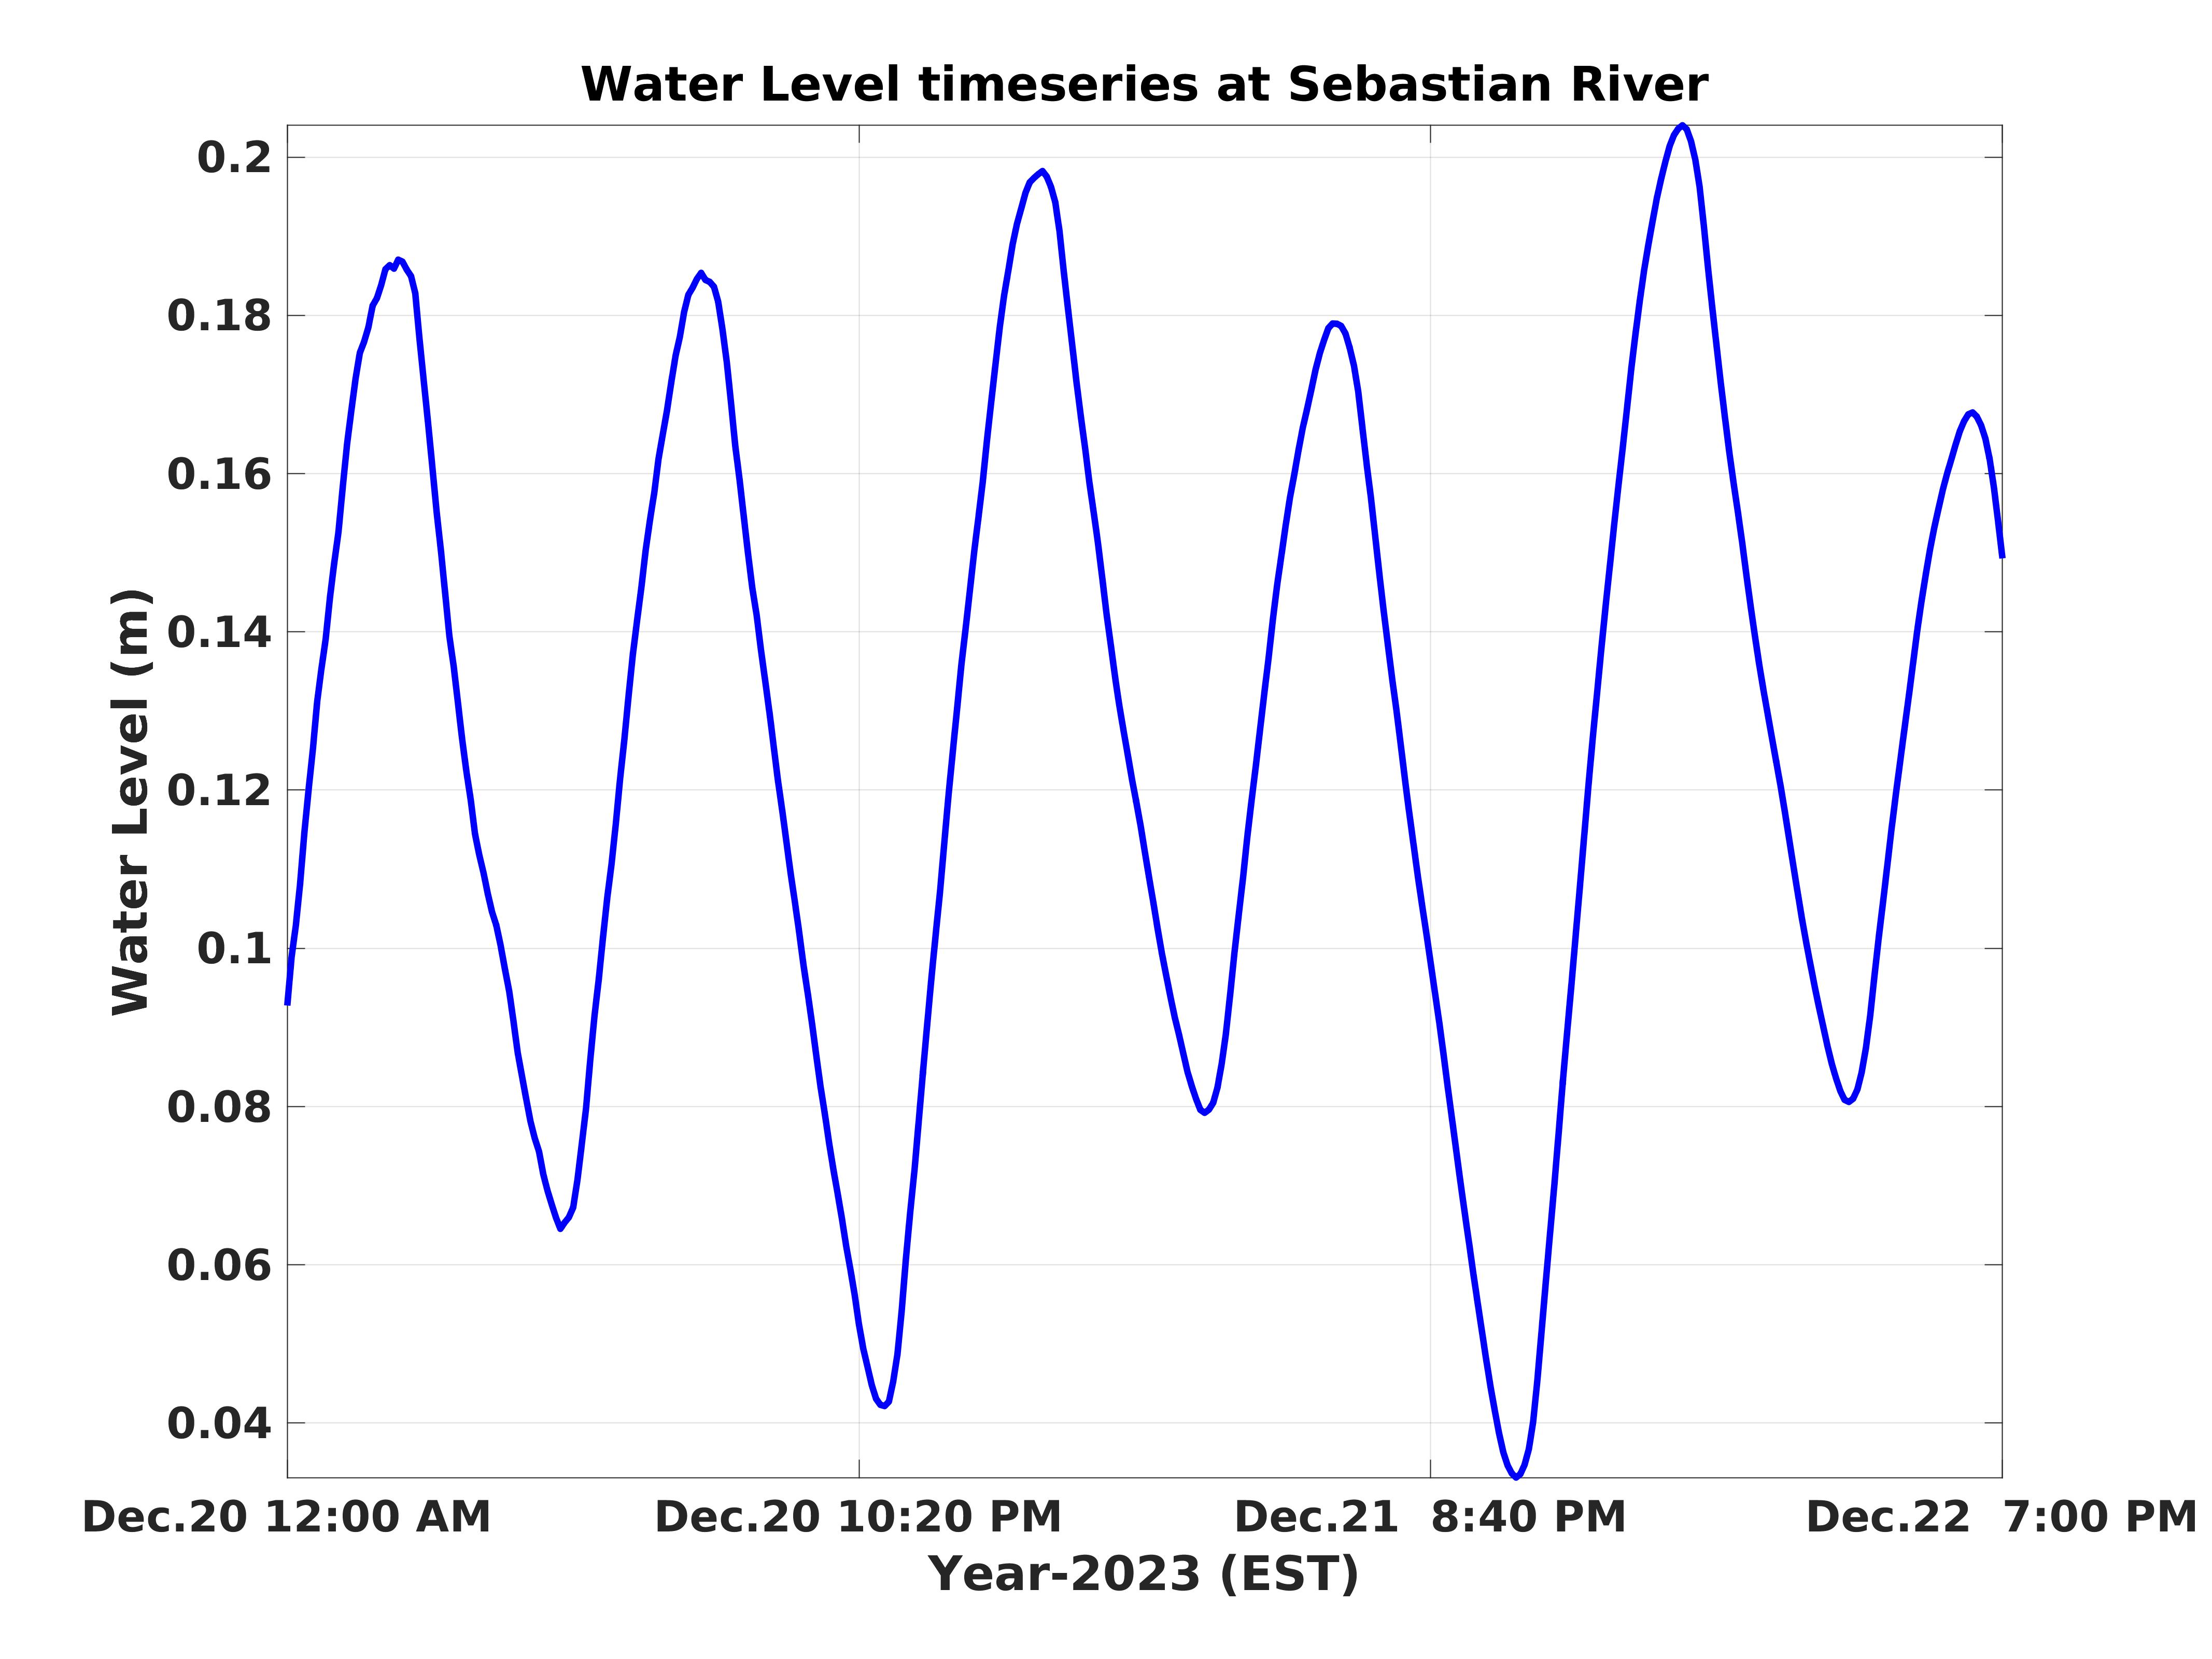 Water Level timeseries at Sebastian River
0.2
0.18
0.16
0.14
0.12
0.1
0.08
0.06
0.04
Water Level (m)
Dec.20 12:00 AM
Dec.20 10:20 PM
Dec.21  8:40 PM
Dec.22  7:00 PM
Year-2023 (EST)